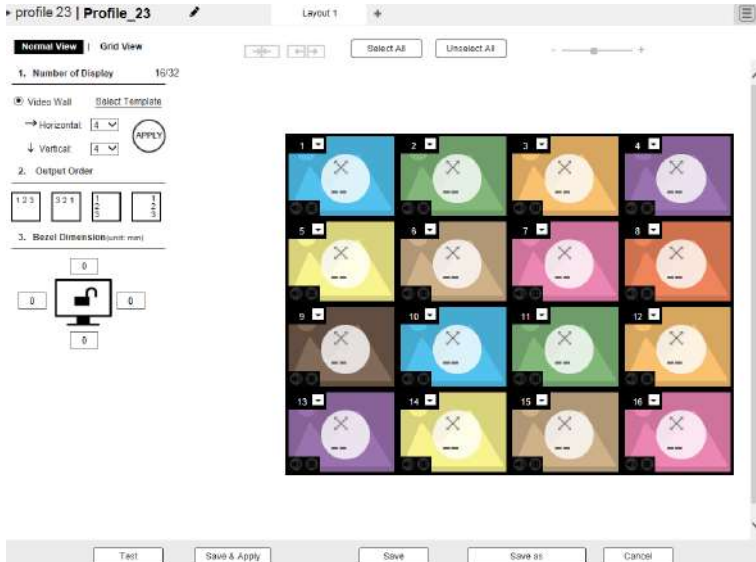 profile 23 | Profile_23
Layout 1 +
Normal View | Grid View
Select All
Unselect All
- +
1. Number of Display 16/32
Video Wall Select Template
Horizontal: 4
APPLY
Vertical: 4
2. Output Order
1 2 3
3 2 1
1
2
3
1
2
3
3. Bezel Dimension(unit: mm)
0
0 0
0
1 2 3 4
-- -- -- --
5 6 7 8
-- -- -- --
9 10 11 12
-- -- -- --
13 14 15 16
-- -- -- --
Test
Save & Apply
Save
Save as
Cancel